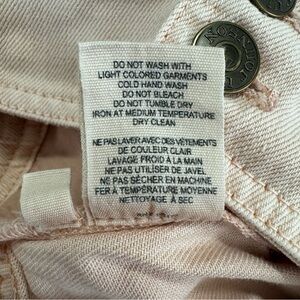 DO NOT WASH WITH
LIGHT COLORED GARMENTS
COLD HAND WASH
DO NOT BLEACH
DO NOT TUMBLE DRY
IRON AT MEDIUM TEMPERATURE
DRY CLEAN
NE PAS LAVER AVEC DES VÊTEMENTS
DE COULEUR CLAIR
LAVAGE FROID À LA MAIN
NE PAS UTILISER DE JAVEL
NE PAS SÉCHER EN MACHINE
FER À TEMPÉRATURE MOYENNE
NETTOYAGE À SEC